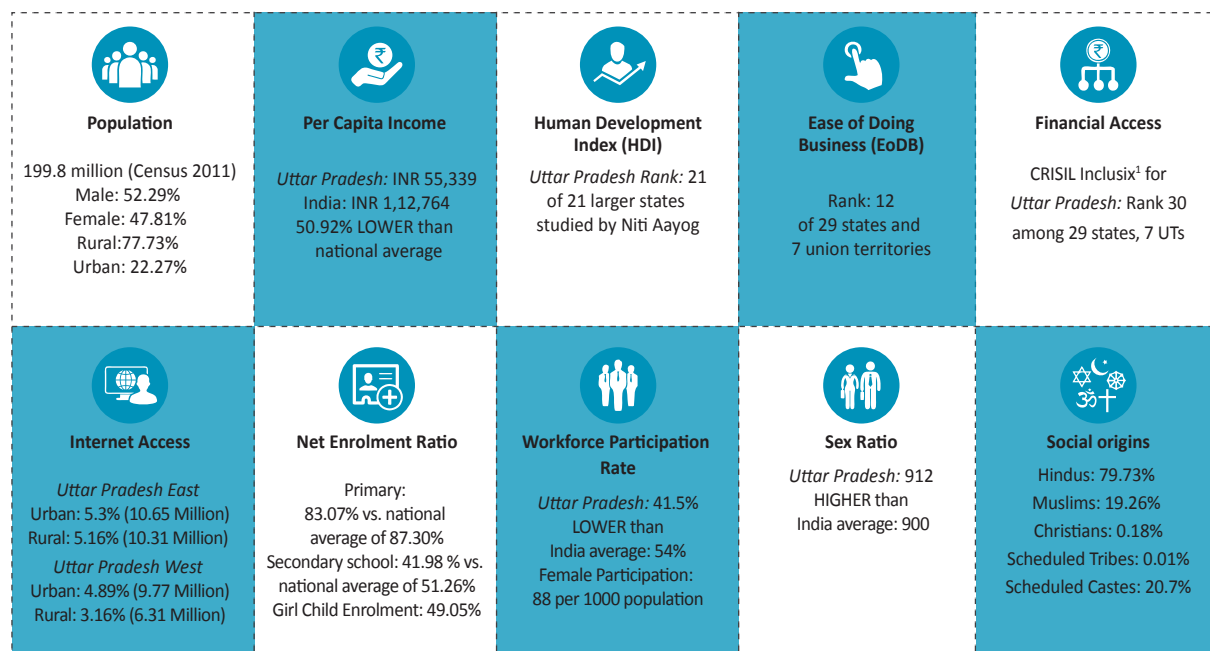 Population
199.8 million (Census 2011)
Male: 52.29%
Female: 47.81%
Rural:77.73%
Urban: 22.27%
₹
Per Capita Income
Uttar Pradesh: INR 55,339
India: INR 1,12,764
50.92% LOWER than
national average
Human Development
Index (HDI)
Uttar Pradesh Rank: 21
of 21 larger states
studied by Niti Aayog
Ease of Doing
Business (EoDB)
Rank: 12
of 29 states and
7 union territories
₹
Financial Access
CRISIL Inclusix¹ for
Uttar Pradesh: Rank 30
among 29 states, 7 UTs
Internet Access
Uttar Pradesh East
Urban: 5.3% (10.65 Million)
Rural: 5.16% (10.31 Million)
Uttar Pradesh West
Urban: 4.89% (9.77 Million)
Rural: 3.16% (6.31 Million)
Net Enrolment Ratio
Primary:
83.07% vs. national
average of 87.30%
Secondary school: 41.98 % vs.
national average of 51.26%
Girl Child Enrolment: 49.05%
Workforce Participation
Rate
Uttar Pradesh: 41.5%
LOWER than
India average: 54%
Female Participation:
88 per 1000 population
Sex Ratio
Uttar Pradesh: 912
HIGHER than
India average: 900
ॐ
Social origins
Hindus: 79.73%
Muslims: 19.26%
Christians: 0.18%
Scheduled Tribes: 0.01%
Scheduled Castes: 20.7%